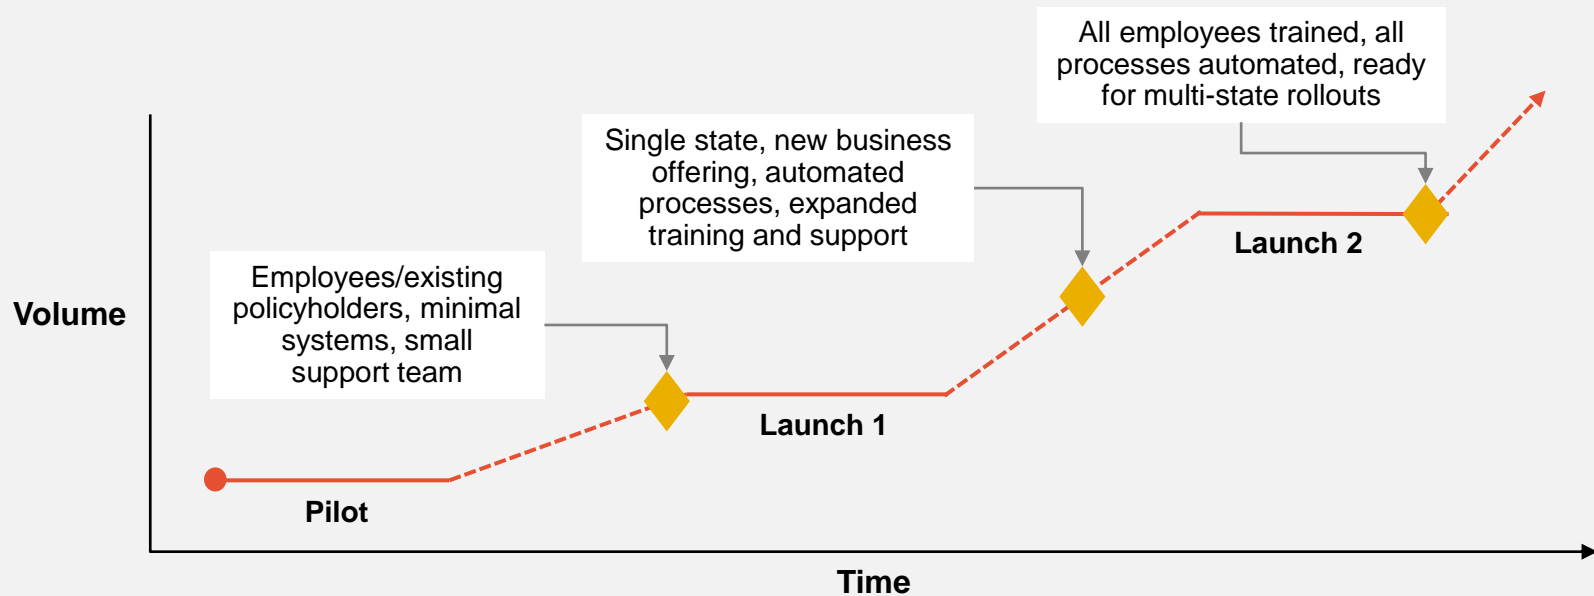 All employees trained, all
processes automated, ready
for multi-state rollouts
Single state, new business
offering, automated
processes, expanded
training and support
Launch 2
Employees/existing
policyholders, minimal
systems, small
support team
Volume
Launch 1
Pilot
Time